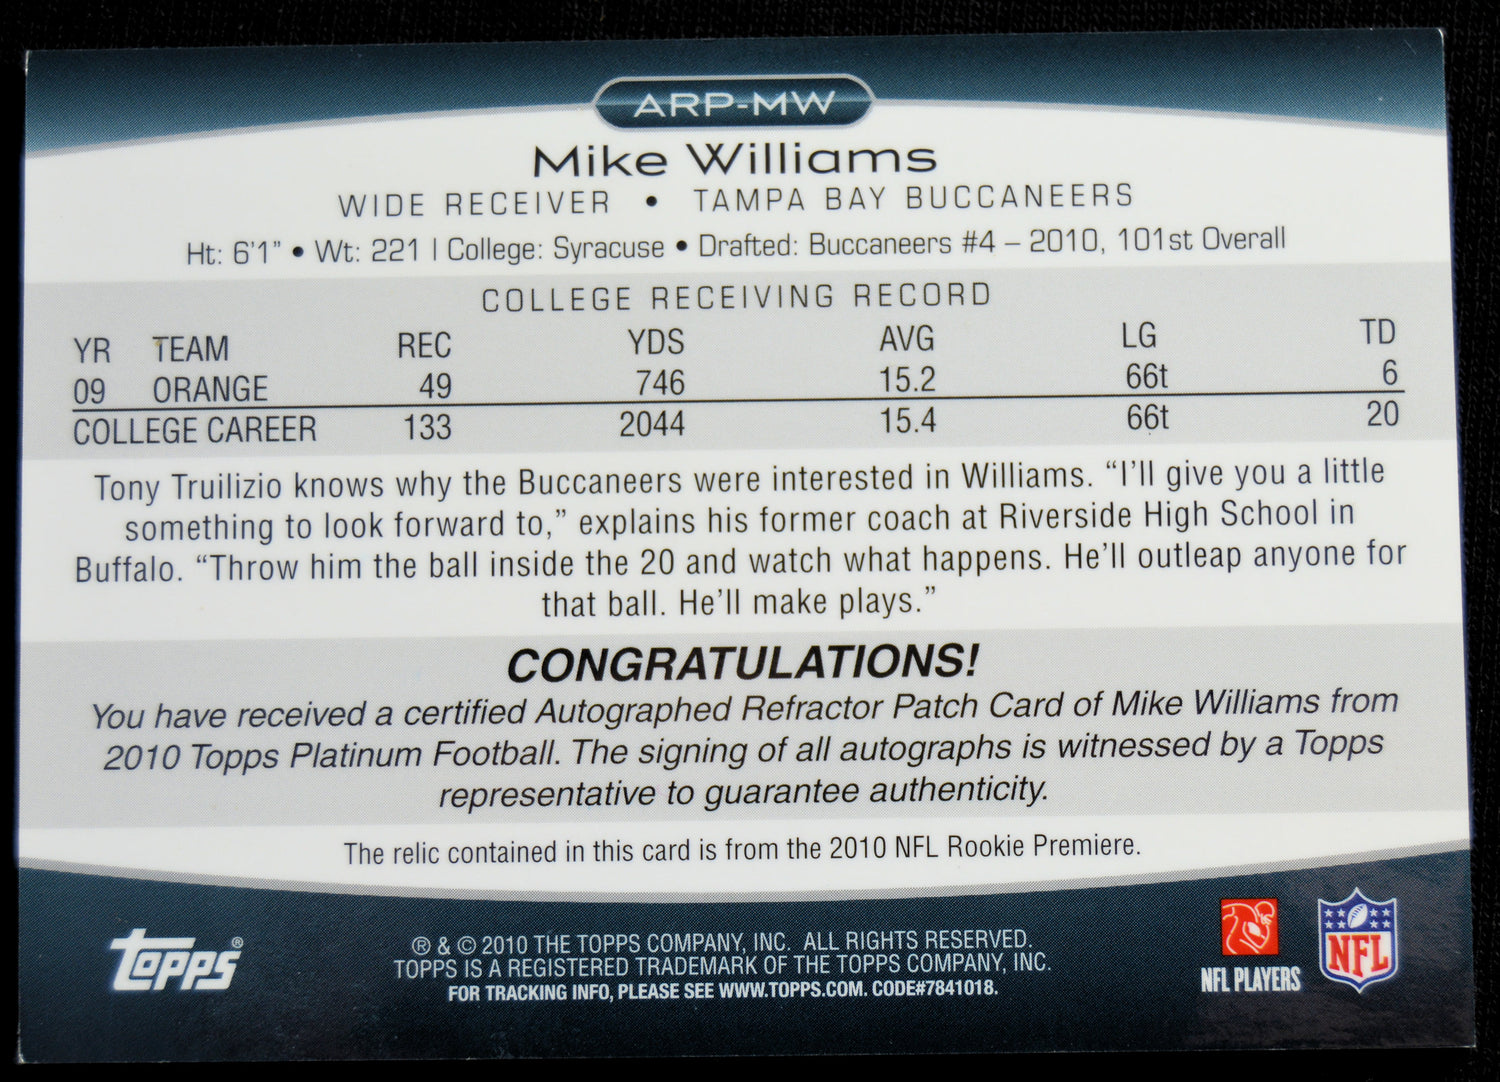 ARP-MW
Mike Williams
WIDE RECEIVER • TAMPA BAY BUCCANEERS
Ht: 6'1" • Wt: 221 | College: Syracuse • Drafted: Buccaneers #4 – 2010, 101st Overall
COLLEGE RECEIVING RECORD
YR TEAM REC YDS AVG LG TD
09 ORANGE 49 746 15.2 66t 6
COLLEGE CAREER 133 2044 15.4 66t 20
Tony Truilizio knows why the Buccaneers were interested in Williams. “I’ll give you a little
something to look forward to,” explains his former coach at Riverside High School in
Buffalo. “Throw him the ball inside the 20 and watch what happens. He’ll outleap anyone for
that ball. He’ll make plays.”
CONGRATULATIONS!
You have received a certified Autographed Refractor Patch Card of Mike Williams from
2010 Topps Platinum Football. The signing of all autographs is witnessed by a Topps
representative to guarantee authenticity.
The relic contained in this card is from the 2010 NFL Rookie Premiere.
Topps®
® & © 2010 THE TOPPS COMPANY, INC. ALL RIGHTS RESERVED.
TOPPS IS A REGISTERED TRADEMARK OF THE TOPPS COMPANY, INC.
FOR TRACKING INFO, PLEASE SEE WWW.TOPPS.COM. CODE#7841018.
NFL PLAYERS
NFL